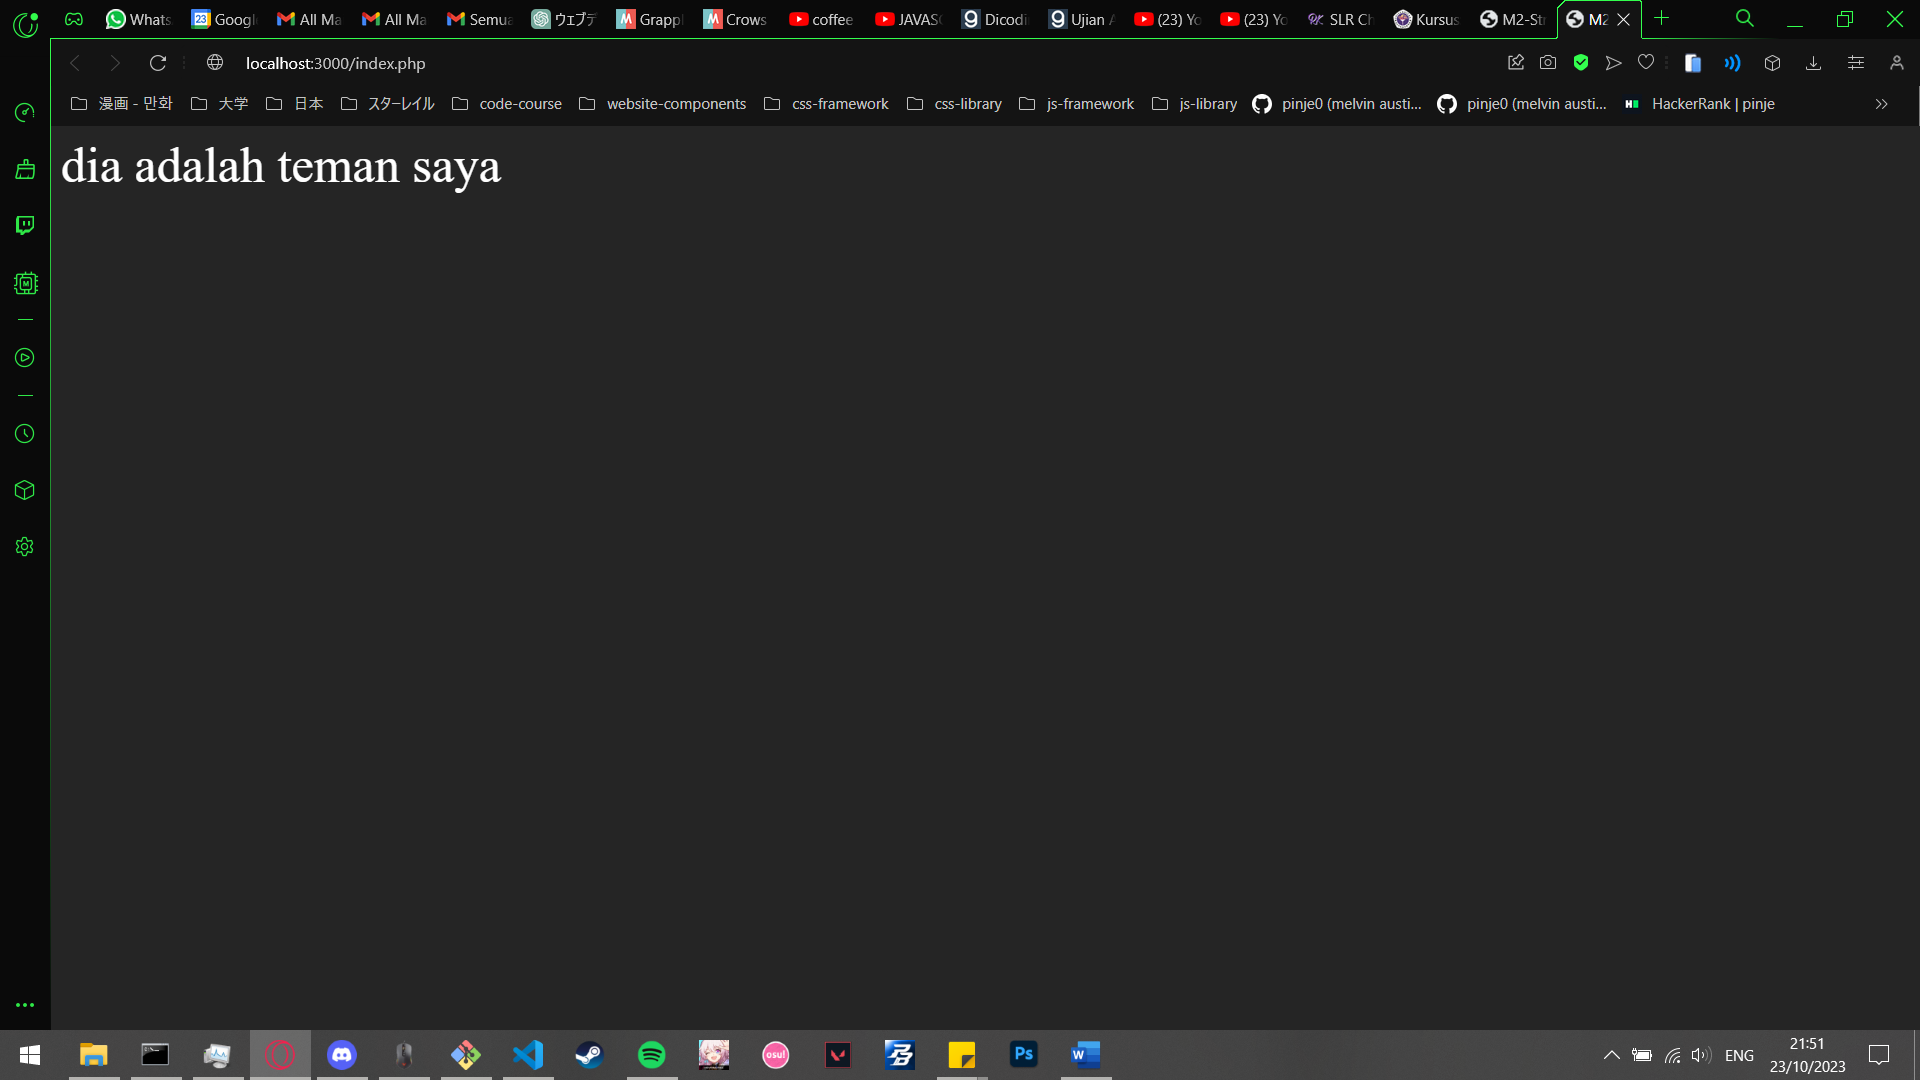 Whats
Googl
All Ma
All Ma
Semua
ウェブデ
Grappl
Crows
coffee
JAVASC
Dicodi
Ujian A
(23) Yo
(23) Yo
SLR Ch
Kursus
M2-Str
M2
localhost:3000/index.php
漫画 - 만화
大学
日本
スターレイル
code-course
website-components
css-framework
css-library
js-framework
js-library
pinje0 (melvin austi...
pinje0 (melvin austi...
HackerRank | pinje
dia adalah teman saya
ENG
21:51
23/10/2023